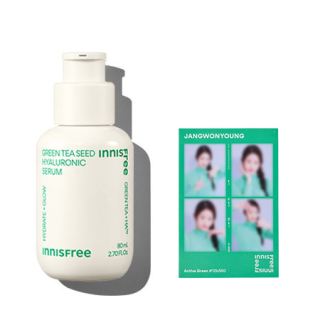 GREEN TEA SEED
HYALURONIC
SERUM
INNISFree
GREEN TEA + HA™
HYDRATE + GLOW
INNISFree
80mL
2.70 Fl.Oz.
JANGWONYOUNG
INNISFree